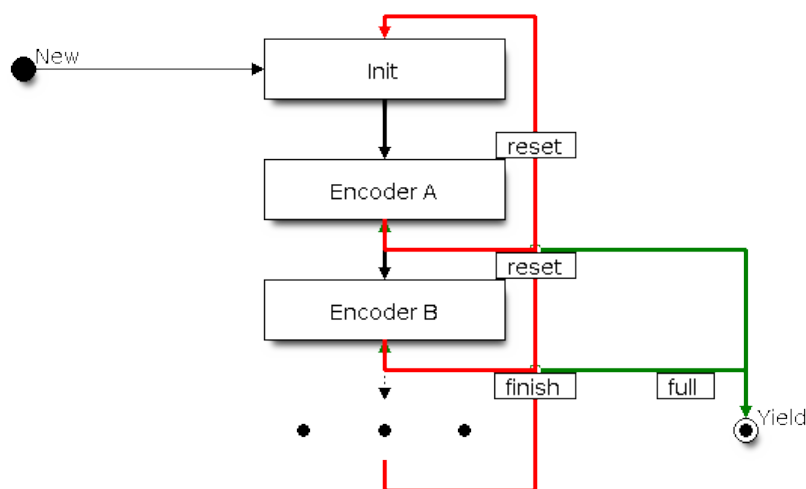 New
Init
reset
Encoder A
reset
Encoder B
finish
full
Yield